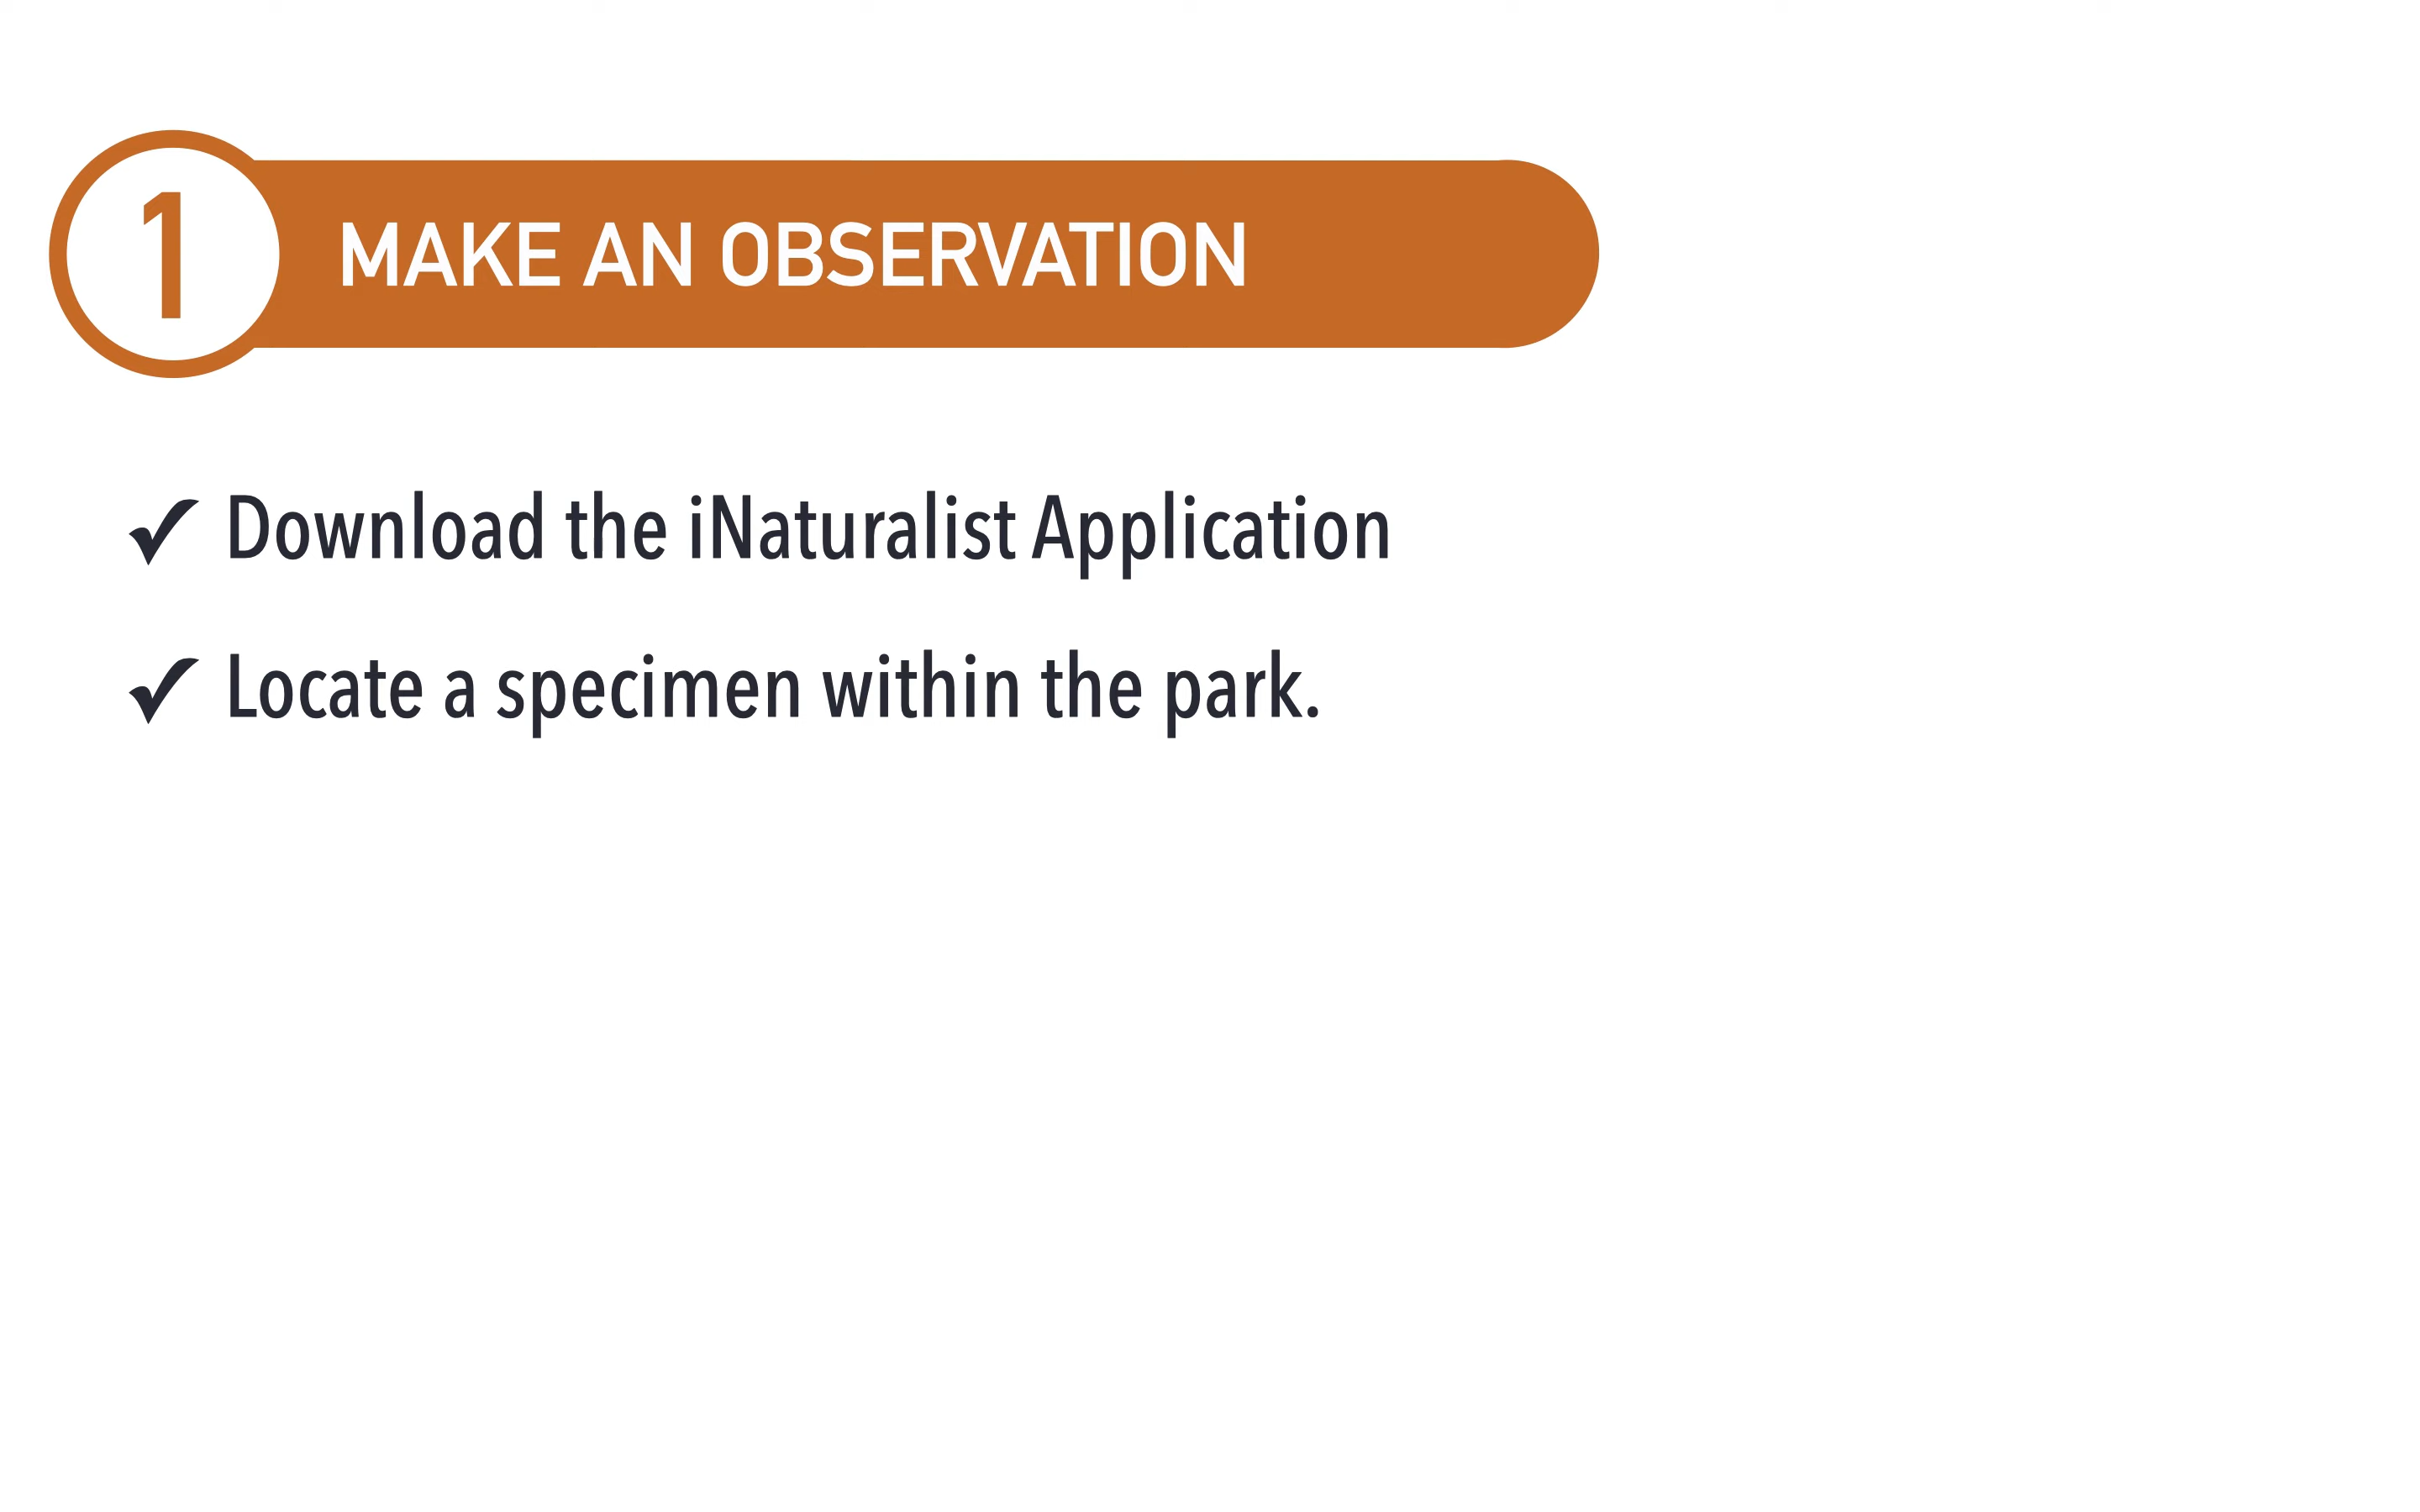 1
MAKE AN OBSERVATION
✓ Download the iNaturalist Application
✓ Locate a specimen within the park.